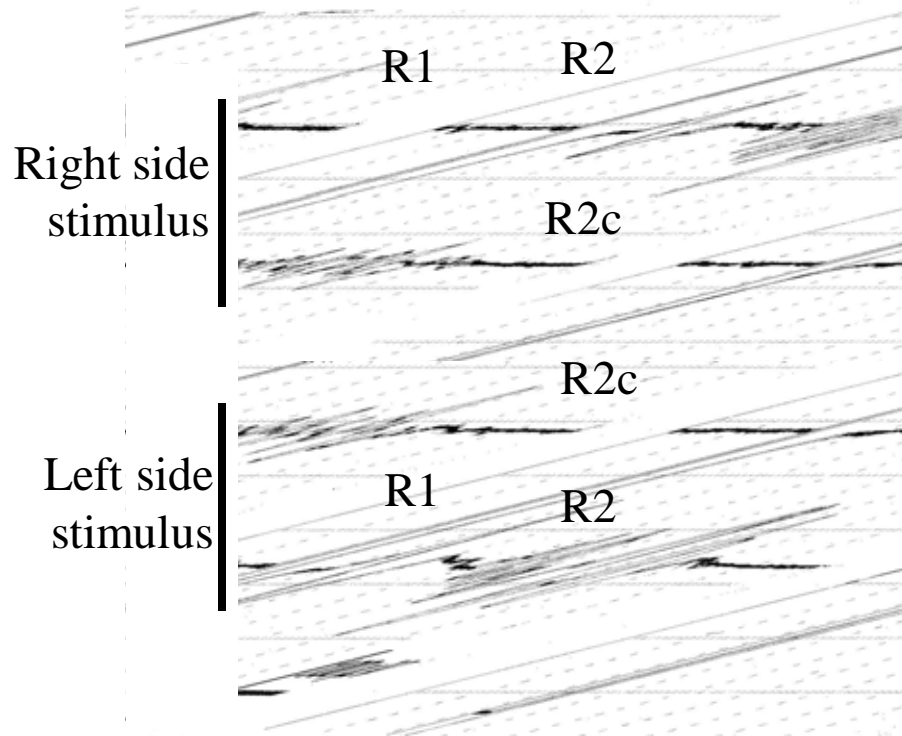 R1
R2
Right side
stimulus
R2c
R2c
Left side
stimulus
R1
R2